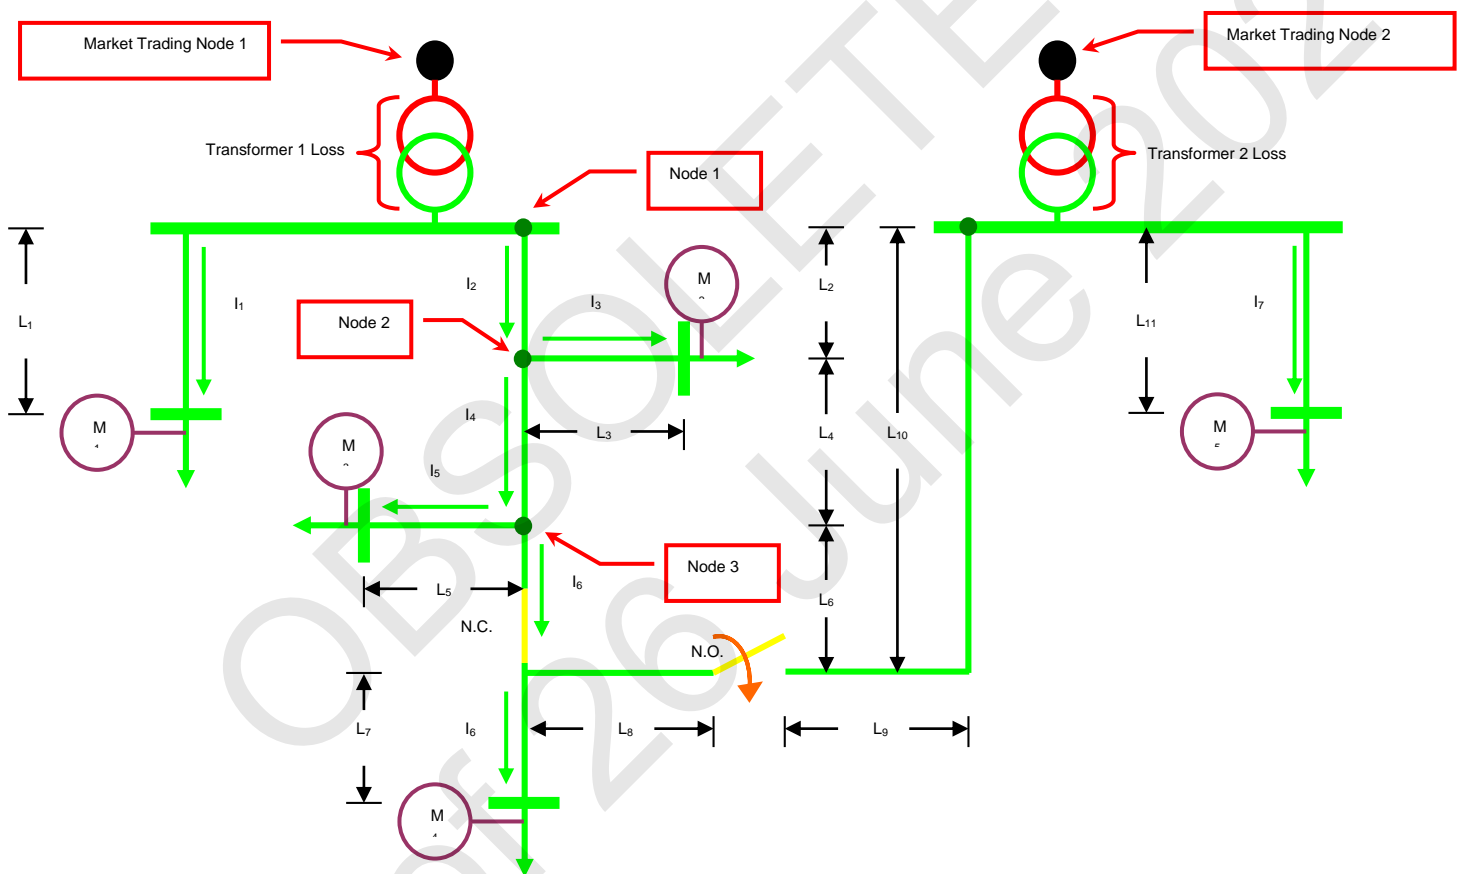 Market Trading Node 1
Market Trading Node 2
Transformer 1 Loss
Transformer 2 Loss
Node 1
I2
M
L2
I1
I3
I7
L1
Node 2
L11
I4
M
M
L3
L4
L10
M
I5
Node 3
I6
L5
L6
N.C.
N.O.
L7
I6
L8
L9
M
OBSOLETE
of 26 June 202